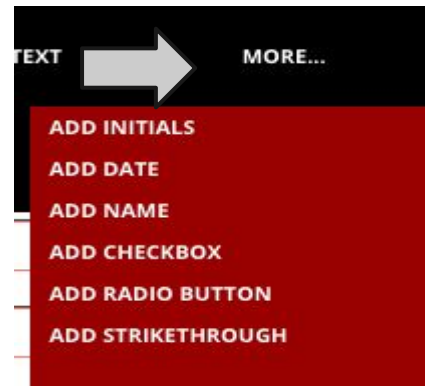 TEXT MORE...
ADD INITIALS
ADD DATE
ADD NAME
ADD CHECKBOX
ADD RADIO BUTTON
ADD STRIKETHROUGH